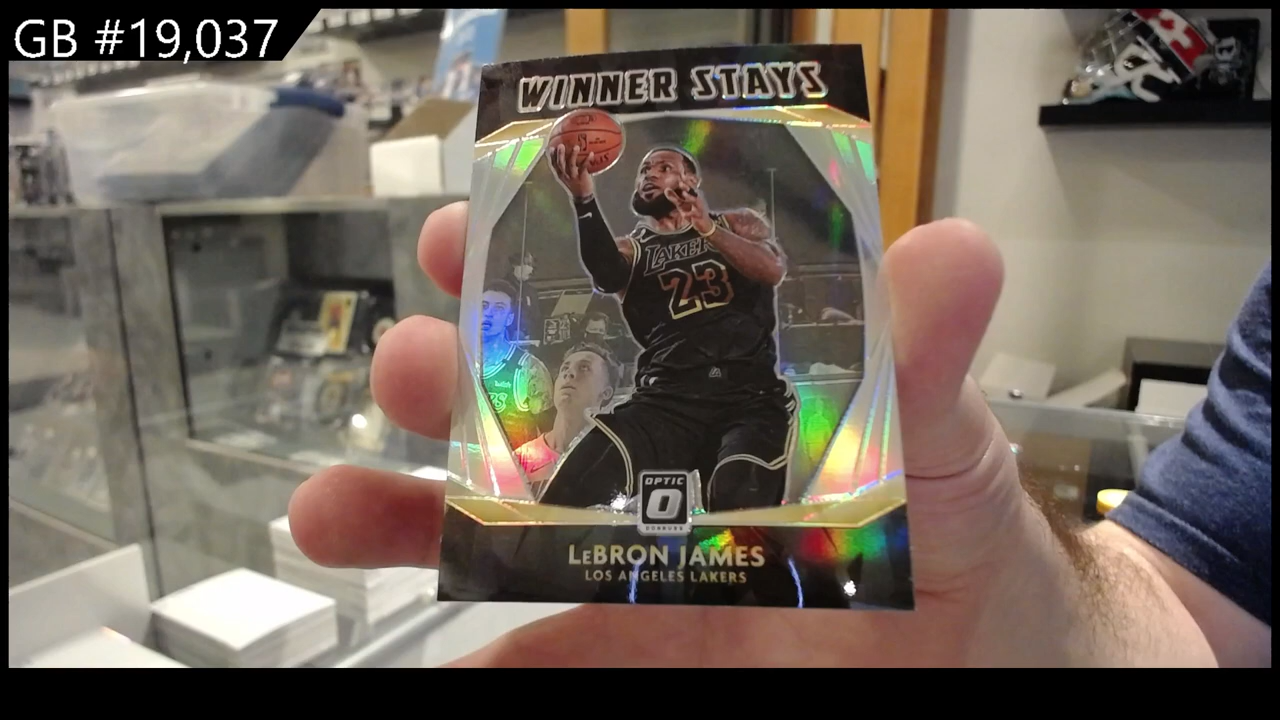 GB #19,037
WINNER STAYS
LAKERS
23
OPTIC
O
DONRUSS
LeBRON JAMES
LOS ANGELES LAKERS